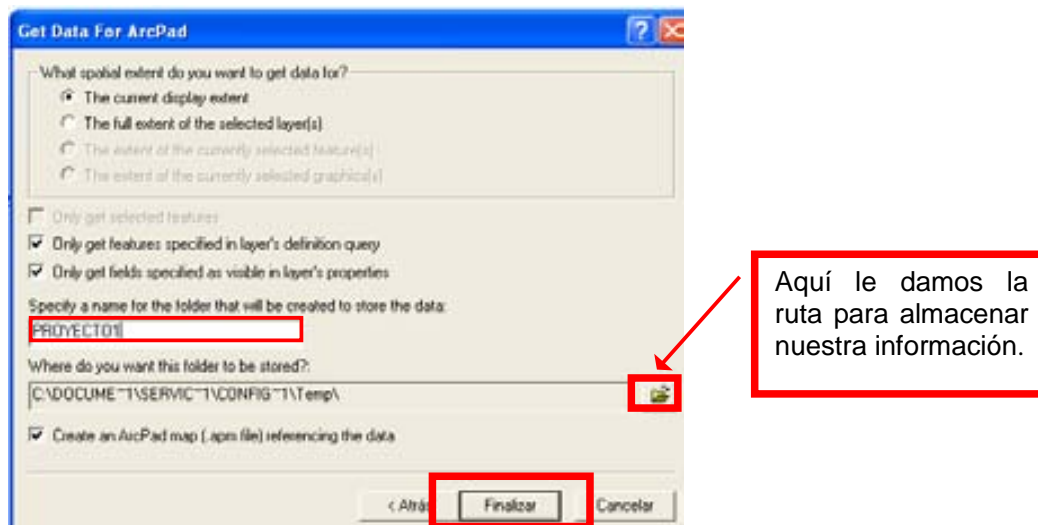 Get Data For ArcPad
What spatial extent do you want to get data for?
The current display extent
The full extent of the selected layer(s)
The extent of the currently selected feature(s)
The extent of the currently selected graphics(s)
Only get selected features
Only get features specified in layer's definition query
Only get fields specified as visible in layer's properties
Specify a name for the folder that will be created to store the data:
PROYECTO1
Where do you want this folder to be stored?:
C:\DOCUME~1\SERVIC~1\CONFIG~1\Temp\
Create an ArcPad map (.apm file) referencing the data
< Atrás
Finalizar
Cancelar
Aquí le damos la
ruta para almacenar
nuestra información.